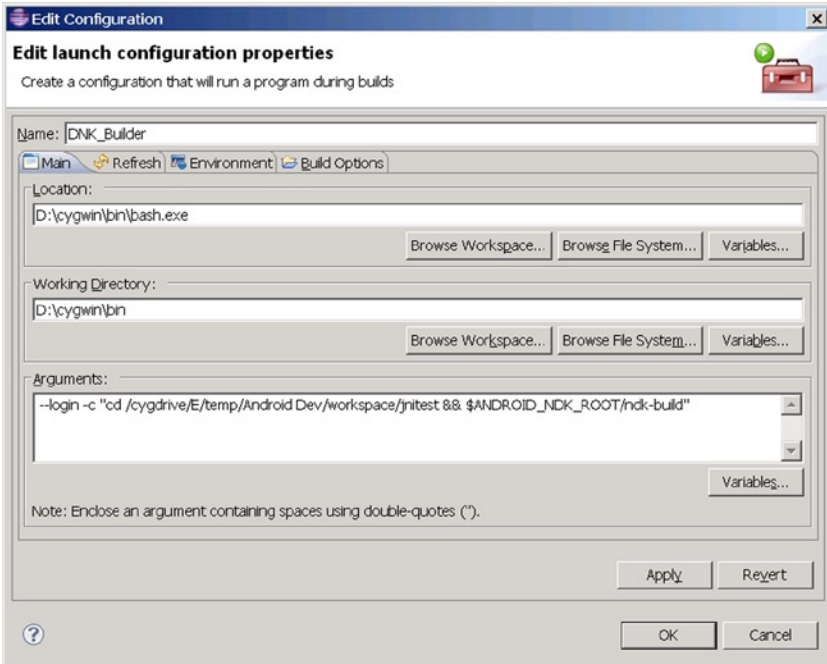 Edit Configuration
Edit launch configuration properties
Create a configuration that will run a program during builds
Name: DNK_Builder
Main Refresh Environment Build Options
Location:
D:\cygwin\bin\bash.exe
Browse Workspace... Browse File System... Variables...
Working Directory:
D:\cygwin\bin
Browse Workspace... Browse File System... Variables...
Arguments:
--login -c "cd /cygdrive/E/temp/Android Dev/workspace/jnitest && $ANDROID_NDK_ROOT/ndk-build"
Variables...
Note: Enclose an argument containing spaces using double-quotes (").
Apply Revert
? OK Cancel